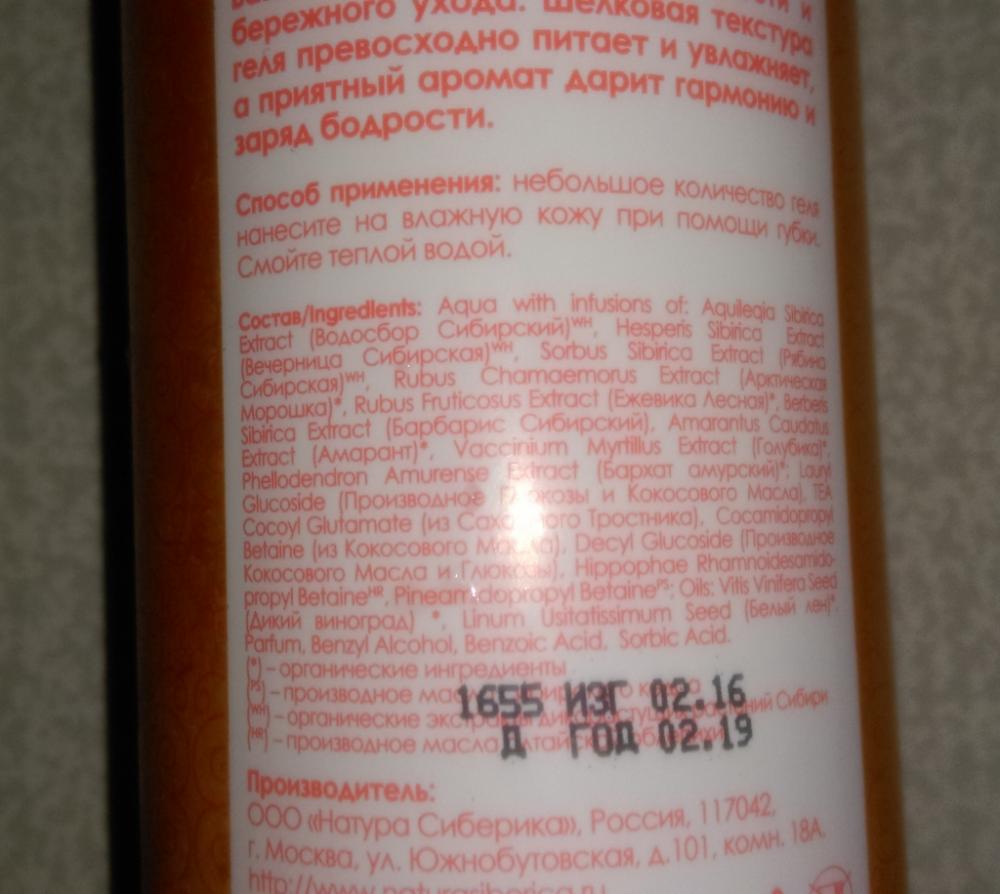 бережного ухода. Шелковая текстура
геля превосходно питает и увлажняет,
а приятный аромат дарит гармонию и
заряд бодрости.
Способ применения: небольшое количество геля
нанесите на влажную кожу при помощи губки.
Смойте теплой водой.
Состав/Ingredients: Aqua with infusions of: Aquilegia Sibirica
Extract (Водосбор Сибирский)ᵂᴴ, Hesperis Sibirica Extract
(Вечерница Сибирская)ᵂᴴ, Sorbus Sibirica Extract (Рябина
Сибирская)ᵂᴴ, Rubus Chamaemorus Extract (Арктическая
Морошка)*, Rubus Fruticosus Extract (Ежевика Лесная)*, Berberis
Sibirica Extract (Барбарис Сибирский), Amarantus Caudatus
Extract (Амарант)*, Vaccinium Myrtillus Extract (Голубика)*,
Phellodendron Amurense Extract (Бархат амурский)*; Lauryl
Glucoside (Производное Глюкозы и Кокосового Масла), TEA
Cocoyl Glutamate (из Тростника), Cocamidopropyl
Betaine (из Кокосового Масла), Decyl Glucoside (Производное
Кокосового Масла и Глюкозы), Hippophae Rhamnoidesamido-
propyl Betaineᴴᴿ, Pineamidopropyl Betaineᴾˢ; Oils: Vitis Vinifera Seed
(Дикий виноград) *, Linum Usitatissimum Seed (Белый лен)*,
Parfum, Benzyl Alcohol, Benzoic Acid, Sorbic Acid.
(*) – органические ингредиенты
(PS) – производное
(WH) – органические Сибири
(HR) – производное масла
1655 ИЗГ 02.16
Д ГОД 02.19
Производитель:
ООО «Натура Сиберика», Россия, 117042,
г. Москва, ул. Южнобутовская, д.101, комн. 18А.
http://www.naturasiberica.ru